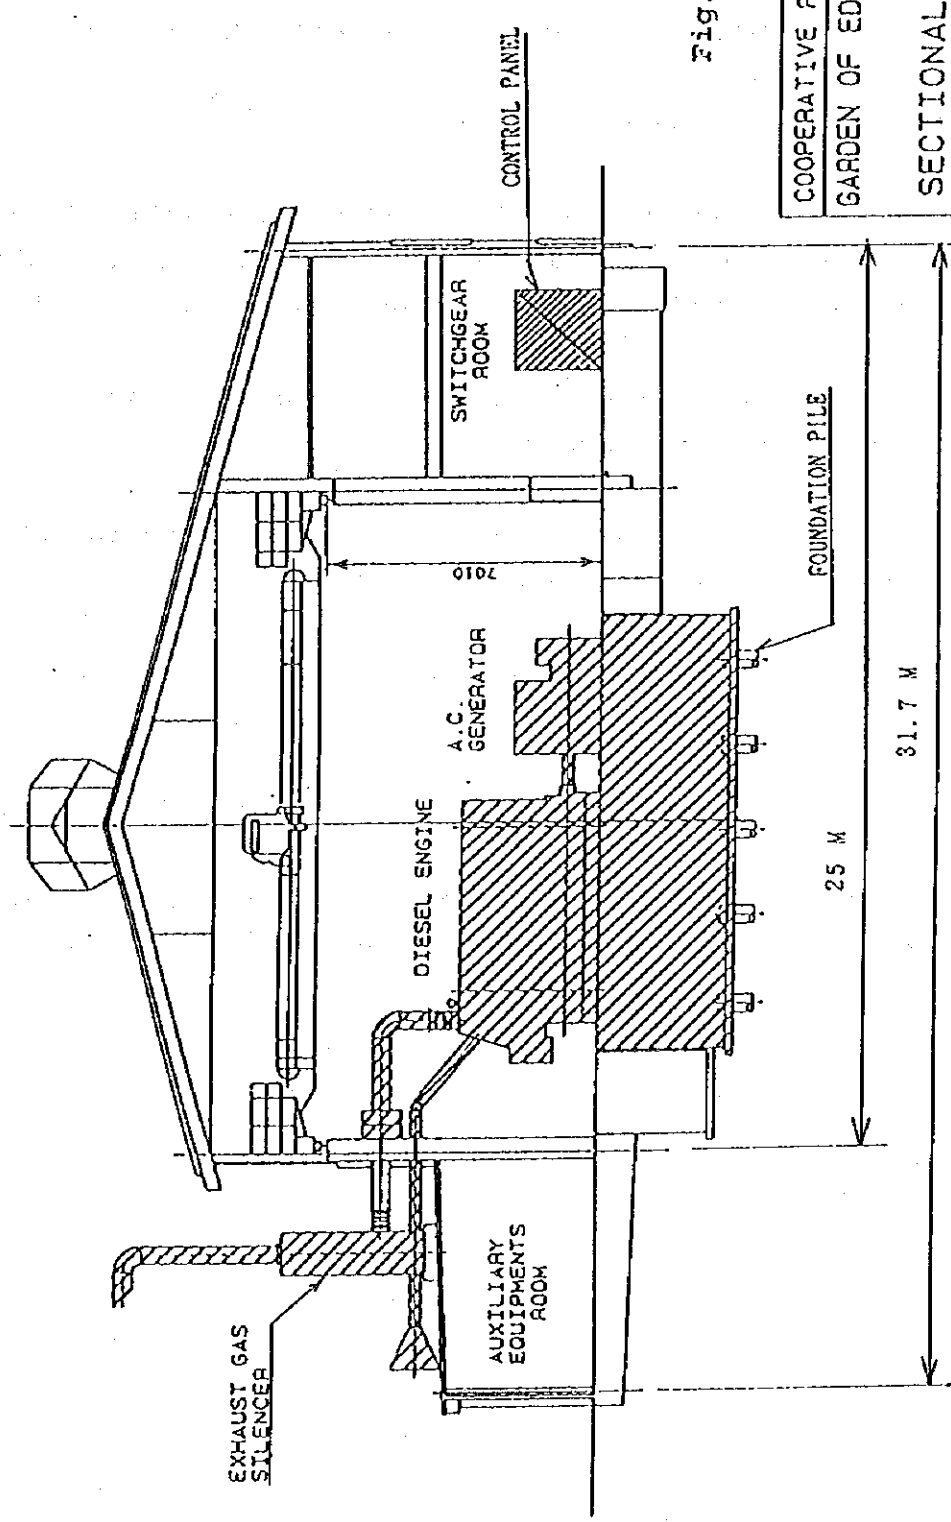 EXHAUST GAS
SILENCER
AUXILIARY
EQUIPMENTS
ROOM
DIESEL ENGINE
A.C.
GENERATOR
7010
SWITCHGEAR
ROOM
CONTROL PANEL
FOUNDATION PILE
25 M
31.7 M
Fig.
COOPERATIVE
GARDEN OF ED
SECTIONAL